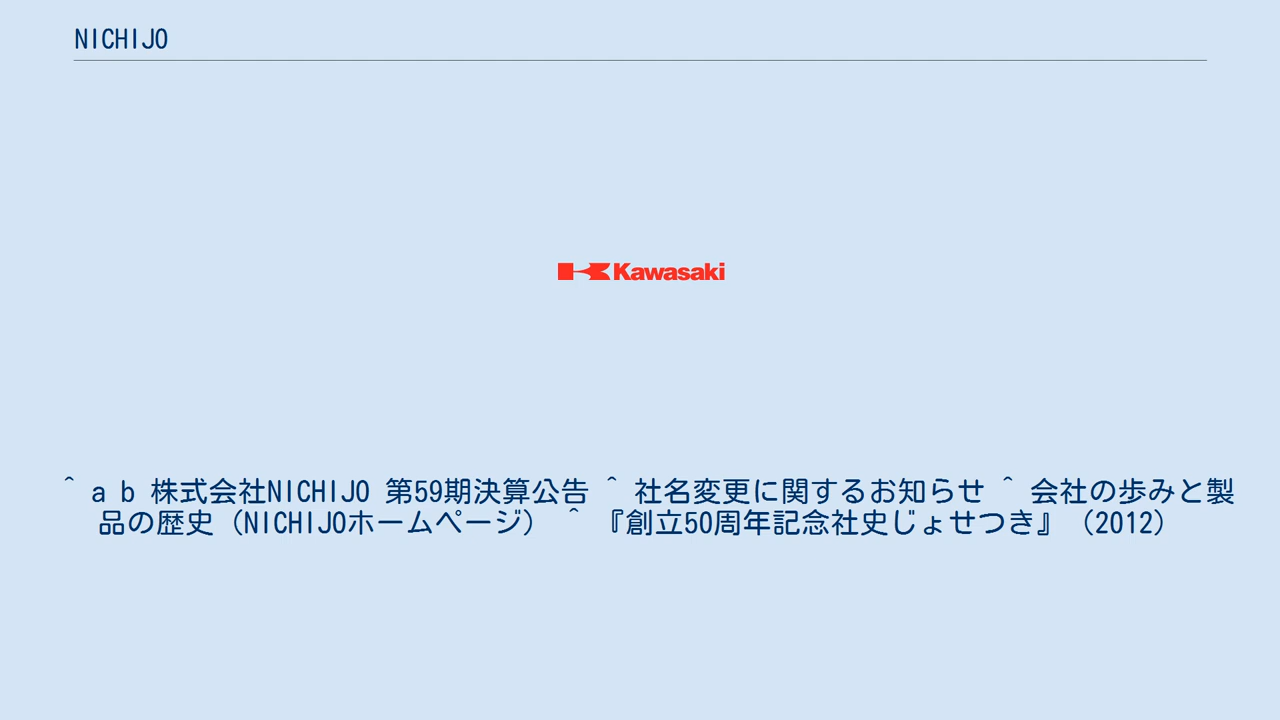 NICHIJO
Kawasaki
^ a b 株式会社NICHIJO 第59期決算公告 ^ 社名変更に関するお知らせ ^ 会社の歩みと製
品の歴史（NICHIJOホームページ） ^ 『創立50周年記念社史じょせつき』（2012）